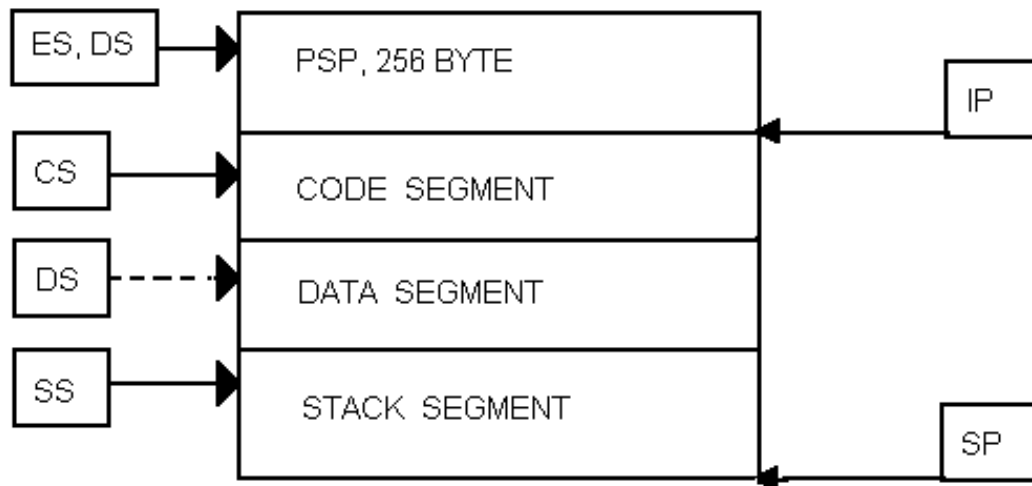 ES, DS
PSP, 256 BYTE
IP
CS
CODE SEGMENT
DS
DATA SEGMENT
SS
STACK SEGMENT
SP